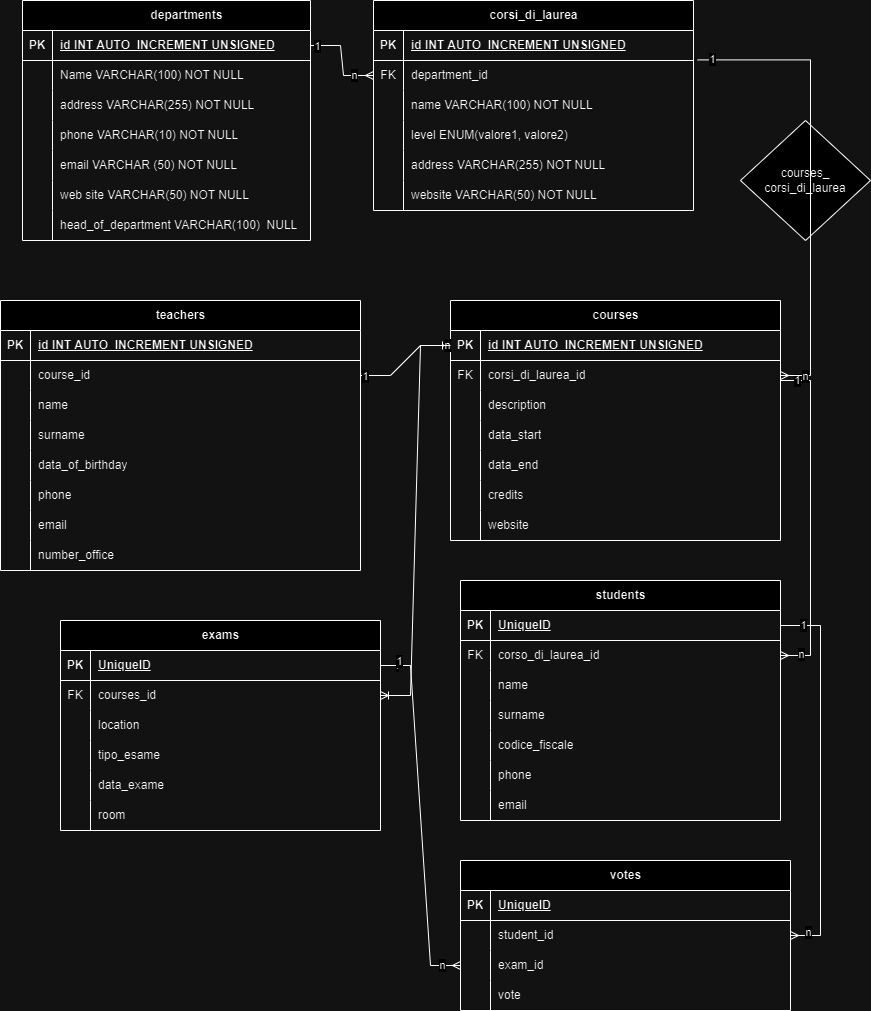 departments
PK id INT AUTO_INCREMENT UNSIGNED
Name VARCHAR(100) NOT NULL
address VARCHAR(255) NOT NULL
phone VARCHAR(10) NOT NULL
email VARCHAR (50) NOT NULL
web site VARCHAR(50) NOT NULL
head_of_department VARCHAR(100) NULL
1
n
corsi_di_laurea
PK id INT AUTO_INCREMENT UNSIGNED
FK department_id
name VARCHAR(100) NOT NULL
level ENUM(valore1, valore2)
address VARCHAR(255) NOT NULL
website VARCHAR(50) NOT NULL
1
courses_
corsi_di_laurea
teachers
PK id INT AUTO_INCREMENT UNSIGNED
course_id
name
surname
data_of_birthday
phone
email
number_office
1
n
courses
PK id INT AUTO_INCREMENT UNSIGNED
FK corsi_di_laurea_id
description
data_start
data_end
credits
website
n
1
exams
PK UniqueID
FK courses_id
location
tipo_esame
data_exame
room
1
students
PK UniqueID
FK corso_di_laurea_id
name
surname
codice_fiscale
phone
email
1
n
votes
PK UniqueID
student_id
exam_id
vote
n
n